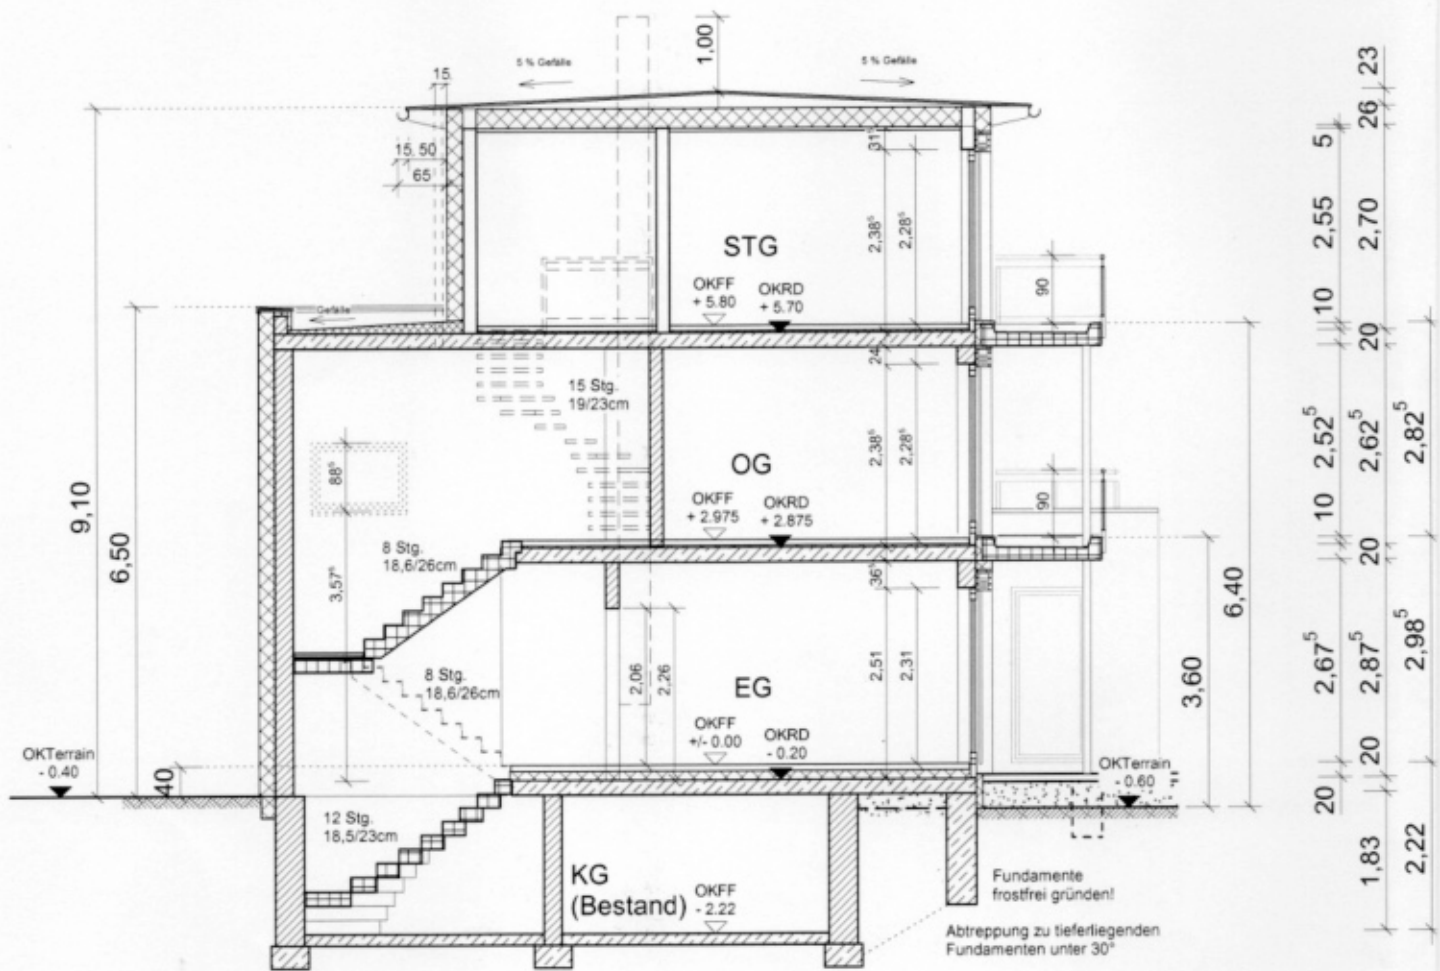 1,00
5 % Gefälle
5 % Gefälle
23
15.
26
31⁵
5
15. 50
65
2,55
2,70
2,38⁵
2,28⁵
STG
OKFF
+ 5.80
OKRD
+ 5.70
90
10
Gefälle
20
24
15 Stg.
19/23cm
2,52⁵
2,62⁵
2,82⁵
88⁵
2,38⁵
2,28⁵
OG
OKFF
+ 2.975
OKRD
+ 2.875
90
9,10
6,50
10
20
8 Stg.
18,6/26cm
3,57⁵
36⁵
6,40
2,67⁵
2,87⁵
2,98⁵
8 Stg.
18,6/26cm
2,06
2,26
2,51
2,31
EG
3,60
OKFF
+/- 0.00
OKRD
- 0.20
OKTerrain
- 0.40
40
OKTerrain
- 0.60
20
20
12 Stg.
18,5/23cm
1,83
2,22
KG
(Bestand)
OKFF
- 2.22
Fundamente
frostfrei gründen!
Abtreppung zu tieferliegenden
Fundamenten unter 30°